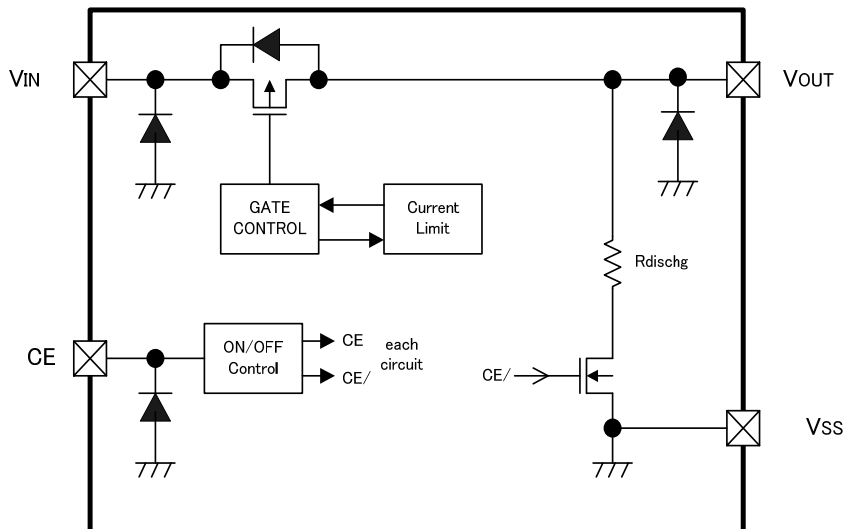 VIN
VOUT
GATE
CONTROL
Current
Limit
Rdischg
CE
ON/OFF
Control
CE
CE/
each
circuit
CE/
VSS